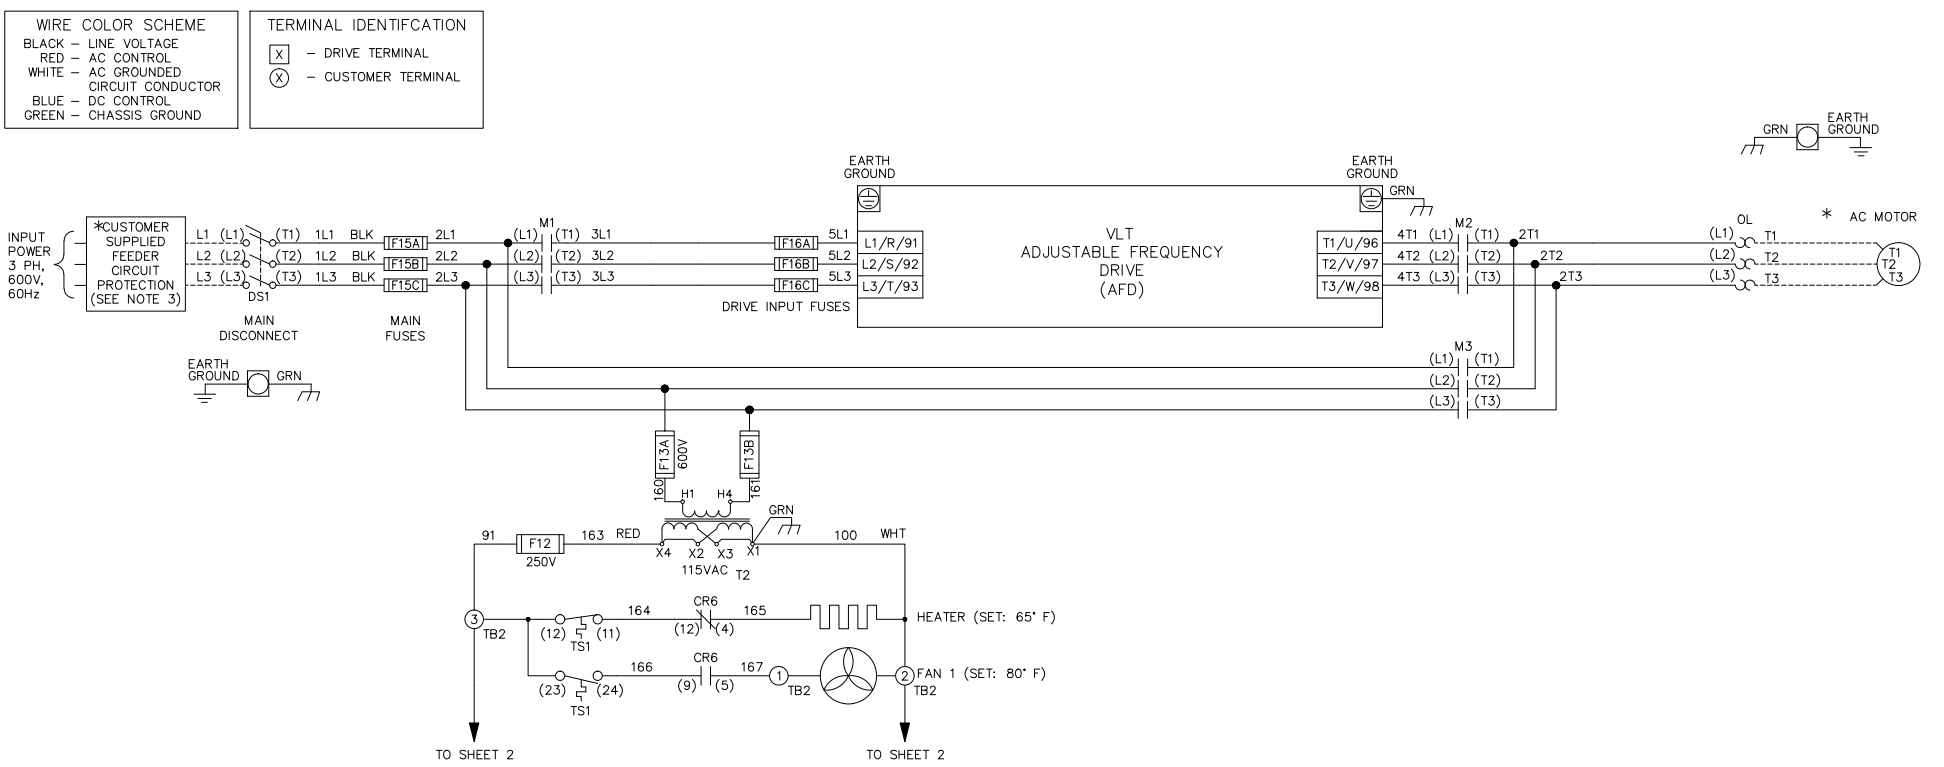 WIRE COLOR SCHEME
BLACK – LINE VOLTAGE
RED – AC CONTROL
WHITE – AC GROUNDED
CIRCUIT CONDUCTOR
BLUE – DC CONTROL
GREEN – CHASSIS GROUND
TERMINAL IDENTIFCATION
X – DRIVE TERMINAL
X – CUSTOMER TERMINAL
GRN
EARTH
GROUND
EARTH
GROUND
EARTH
GROUND
GRN
INPUT
POWER
3 PH,
600V,
60Hz
*CUSTOMER
SUPPLIED
FEEDER
CIRCUIT
PROTECTION
(SEE NOTE 3)
L1 (L1) (T1) 1L1 BLK F15A 2L1 (L1) M1 (T1) 3L1 F16A 5L1 L1/R/91
L2 (L2) (T2) 1L2 BLK F15B 2L2 (L2) (T2) 3L2 F16B 5L2 L2/S/92
L3 (L3) (T3) 1L3 BLK F15C 2L3 (L3) (T3) 3L3 F16C 5L3 L3/T/93
DS1
MAIN
DISCONNECT
MAIN
FUSES
DRIVE INPUT FUSES
VLT
ADJUSTABLE FREQUENCY
DRIVE
(AFD)
T1/U/96 4T1 (L1) M2 (T1) 2T1 (L1) OL T1
T2/V/97 4T2 (L2) (T2) 2T2 (L2) T2
T3/W/98 4T3 (L3) (T3) 2T3 (L3) T3
* AC MOTOR
T1
T2
T3
EARTH
GROUND
GRN
M3
(L1) (T1)
(L2) (T2)
(L3) (T3)
F13A
600V
F13B
160
161
H1 H4
GRN
91 F12 163 RED
250V
X4 X2 X3 X1
100 WHT
115VAC T2
3
TB2
(12) (11)
TS1
164
CR6
(12) (4)
165
HEATER (SET: 65° F)
(23) (24)
TS1
166
CR6
(9) (5)
167
1
TB2
2
TB2
FAN 1 (SET: 80° F)
TO SHEET 2
TO SHEET 2